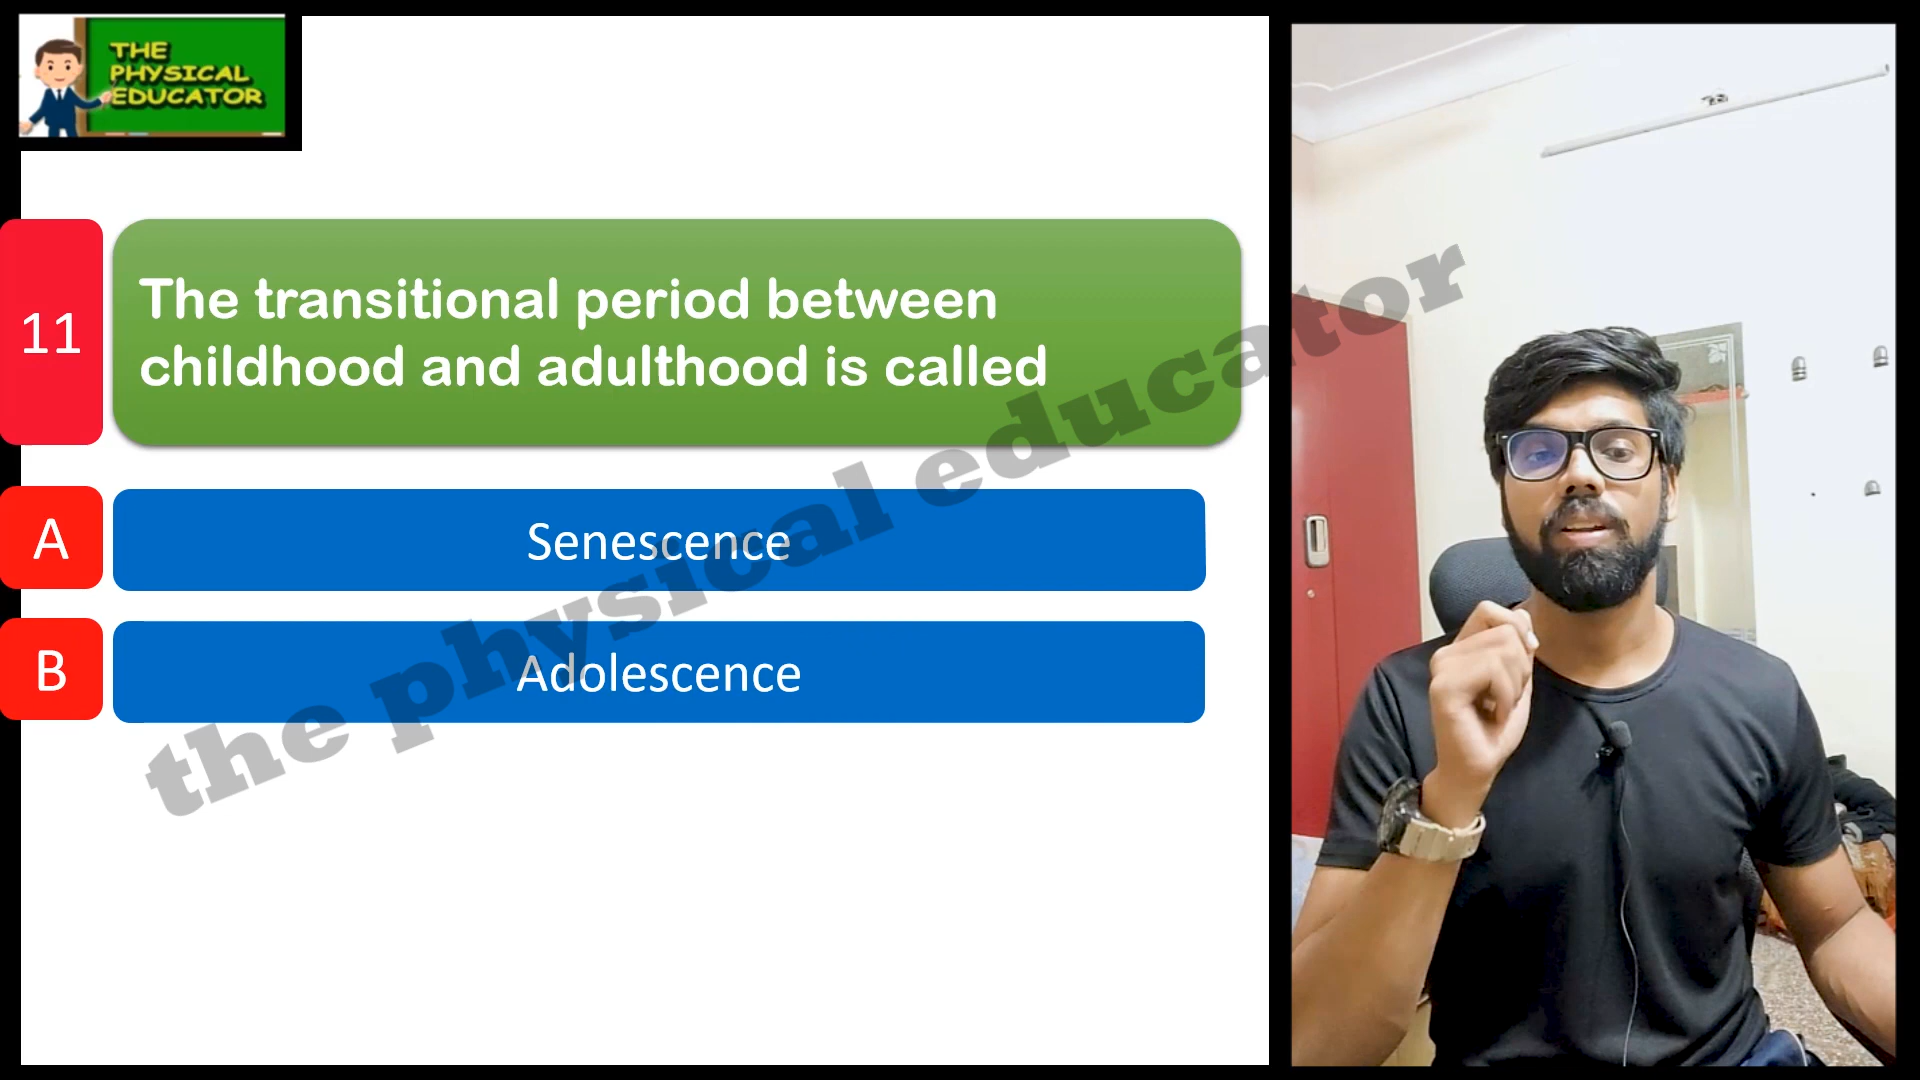 THE
PHYSICAL
EDUCATOR
11
The transitional period between
childhood and adulthood is called
A
Senescence
B
Adolescence
the physical educator